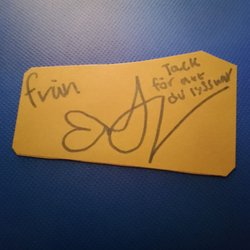 från
Tack
för att
du lyssnar